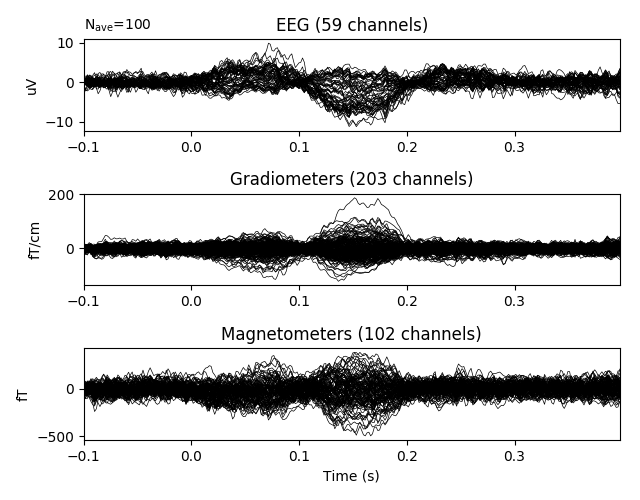 Nave=100
EEG (59 channels)
10
0
−10
uV
−0.1 0.0 0.1 0.2 0.3
Gradiometers (203 channels)
200
0
fT/cm
−0.1 0.0 0.1 0.2 0.3
Magnetometers (102 channels)
0
−500
fT
−0.1 0.0 0.1 0.2 0.3
Time (s)